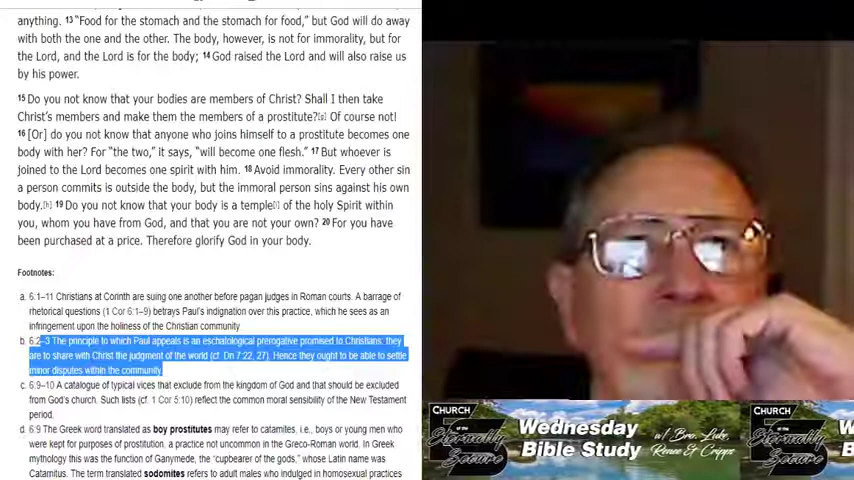 anything. 13 “Food for the stomach and the stomach for food,” but God will do away
with both the one and the other. The body, however, is not for immorality, but for
the Lord, and the Lord is for the body; 14 God raised the Lord and will also raise us
by his power.
15 Do you not know that your bodies are members of Christ? Shall I then take
Christ’s members and make them the members of a prostitute?[g] Of course not!
16 [Or] do you not know that anyone who joins himself to a prostitute becomes one
body with her? For “the two,” it says, “will become one flesh.” 17 But whoever is
joined to the Lord becomes one spirit with him. 18 Avoid immorality. Every other sin
a person commits is outside the body, but the immoral person sins against his own
body.[h] 19 Do you not know that your body is a temple[i] of the holy Spirit within
you, whom you have from God, and that you are not your own? 20 For you have
been purchased at a price. Therefore glorify God in your body.
Footnotes:
a. 6:1–11 Christians at Corinth are suing one another before pagan judges in Roman courts. A barrage of
rhetorical questions (1 Cor 6:1–9) betrays Paul’s indignation over this practice, which he sees as an
infringement upon the holiness of the Christian community
b. 6:2–3 The principle to which Paul appeals is an eschatological prerogative promised to Christians: they
are to share with Christ the judgment of the world (cf. Dn 7:22, 27). Hence they ought to be able to settle
minor disputes within the community.
c. 6:9–10 A catalogue of typical vices that exclude from the kingdom of God and that should be excluded
from God’s church. Such lists (cf. 1 Cor 5:10) reflect the common moral sensibility of the New Testament
period.
d. 6:9 The Greek word translated as boy prostitutes may refer to catamites, i.e., boys or young men who
were kept for purposes of prostitution, a practice not uncommon in the Greco-Roman world. In Greek
mythology this was the function of Ganymede, the “cupbearer of the gods,” whose Latin name was
Catamitus. The term translated sodomites refers to adult males who indulged in homosexual practices
Church
of the
Eternally
Secure
Wednesday
Bible Study
w/ Bro. Luke,
Renee & Cripps
Church
of the
Eternally
Secure